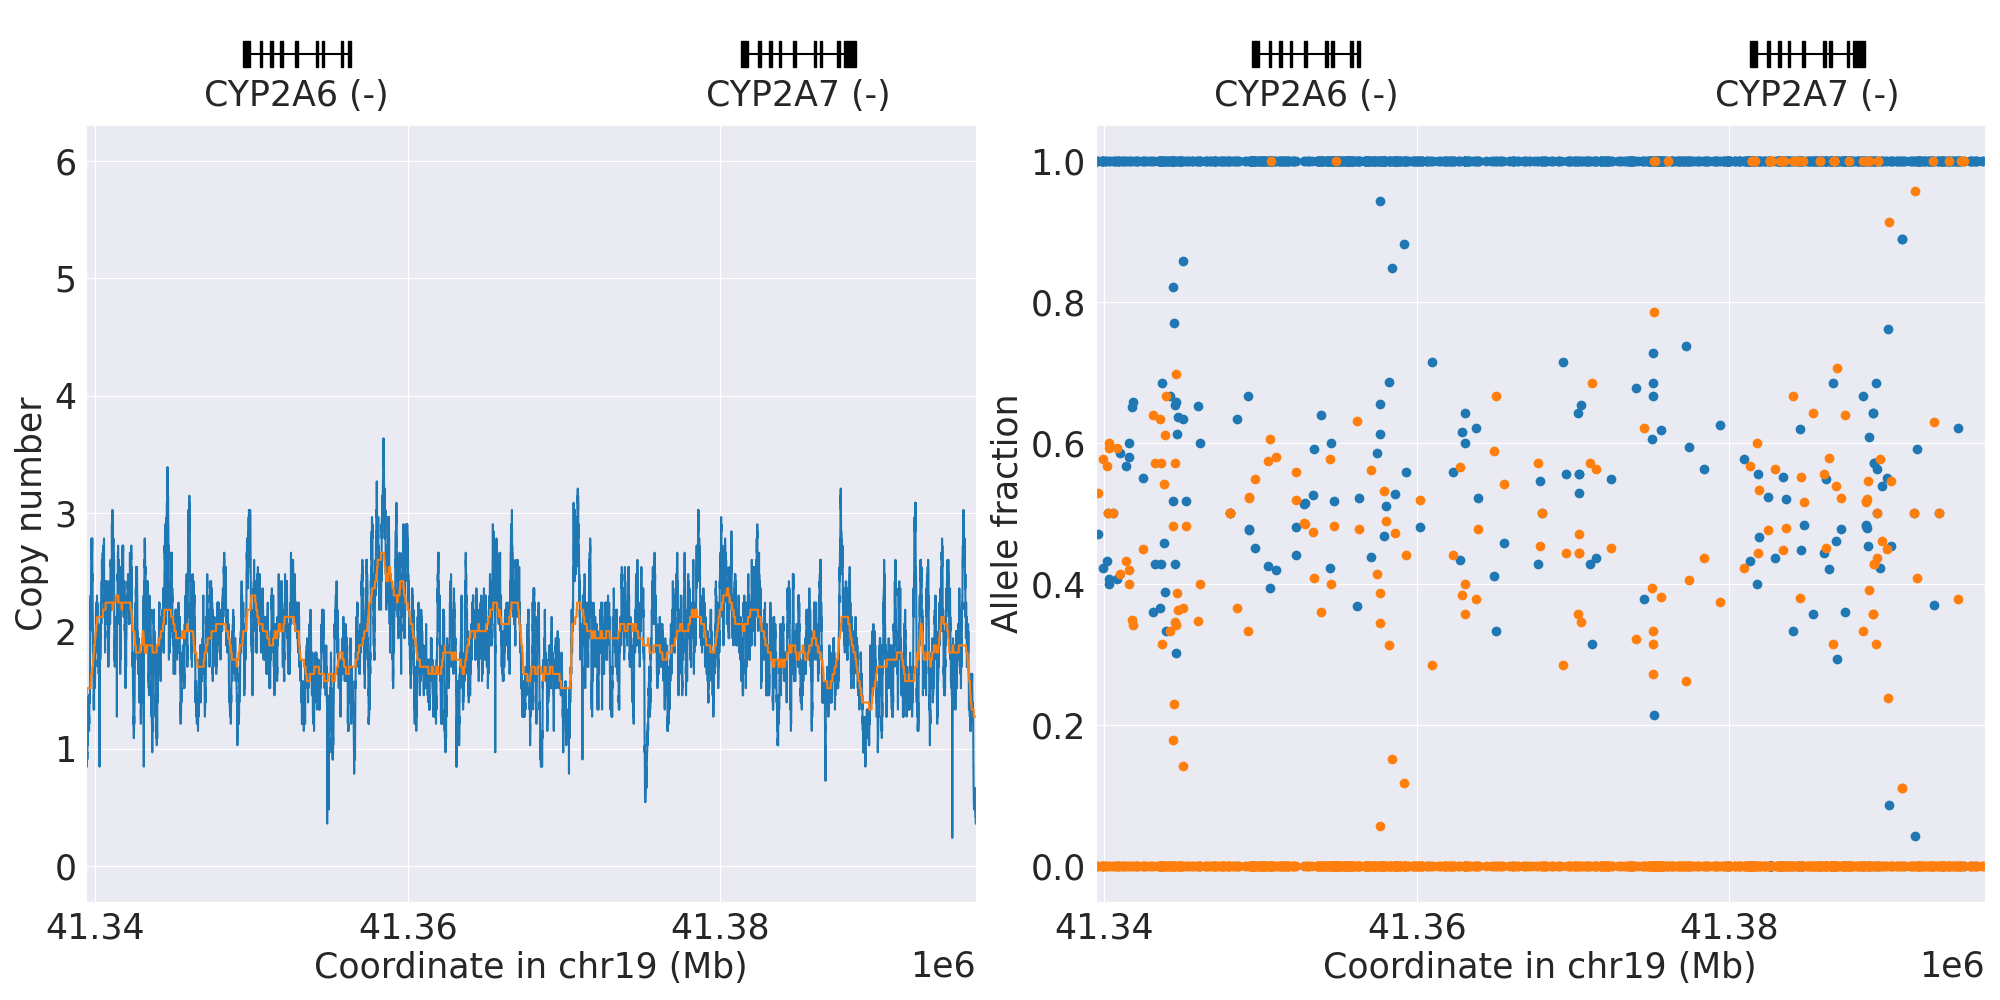 CYP2A6 (-) CYP2A7 (-)
CYP2A6 (-) CYP2A7 (-)
Copy number
6
5
4
3
2
1
0
41.34 41.36 41.38
Coordinate in chr19 (Mb) 1e6
Allele fraction
1.0
0.8
0.6
0.4
0.2
0.0
41.34 41.36 41.38
Coordinate in chr19 (Mb) 1e6